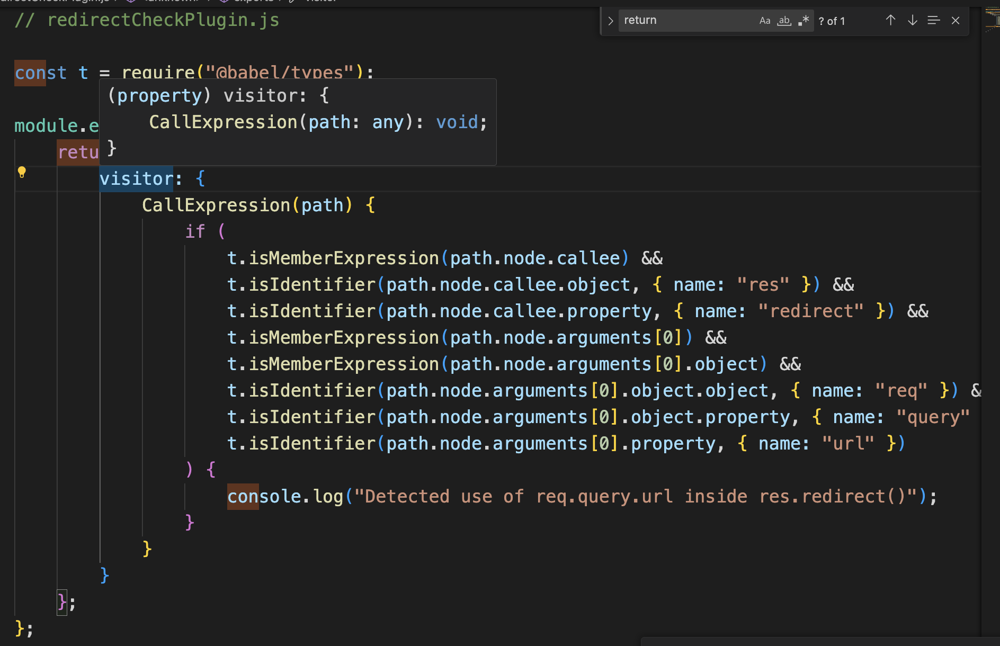 // redirectCheckPlugin.js
return
Aa
ab
.*
? of 1
const t = require("@babel/types");
(property) visitor: {
CallExpression(path: any): void;
}
module.e
retu
visitor: {
CallExpression(path) {
if (
t.isMemberExpression(path.node.callee) &&
t.isIdentifier(path.node.callee.object, { name: "res" }) &&
t.isIdentifier(path.node.callee.property, { name: "redirect" }) &&
t.isMemberExpression(path.node.arguments[0]) &&
t.isMemberExpression(path.node.arguments[0].object) &&
t.isIdentifier(path.node.arguments[0].object.object, { name: "req" }) &
t.isIdentifier(path.node.arguments[0].object.property, { name: "query"
t.isIdentifier(path.node.arguments[0].property, { name: "url" })
) {
console.log("Detected use of req.query.url inside res.redirect()");
}
}
}
};
};